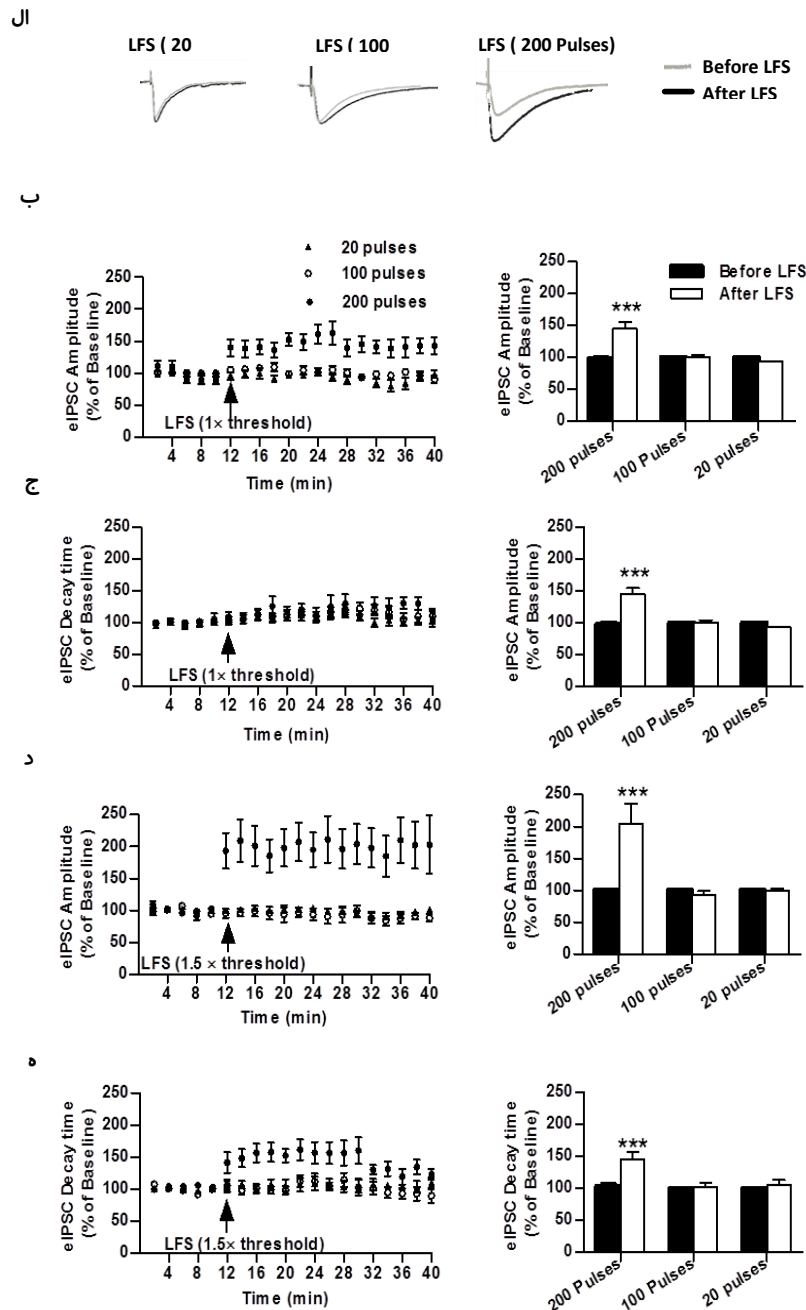 ال
LFS ( 20
LFS ( 100
LFS ( 200 Pulses)
Before LFS
After LFS
ب
20 pulses
100 pulses
200 pulses
250
200
150
100
50
0
eIPSC Amplitude
(% of Baseline)
LFS (1× threshold)
4 8 12 16 20 24 28 32 36 40
Time (min)
Before LFS
After LFS
250
200
150
100
50
0
eIPSC Amplitude
(% of Baseline)
***
200 pulses
100 Pulses
20 pulses
ج
250
200
150
100
50
0
eIPSC Decay time
(% of Baseline)
LFS (1× threshold)
4 8 12 16 20 24 28 32 36 40
Time (min)
250
200
150
100
50
0
eIPSC Amplitude
(% of Baseline)
***
200 pulses
100 Pulses
20 pulses
د
250
200
150
100
50
0
eIPSC Amplitude
(% of Baseline)
LFS (1.5 × threshold)
4 8 12 16 20 24 28 32 36 40
Time (min)
250
200
150
100
50
0
eIPSC Amplitude
(% of Baseline)
***
200 pulses
100 pulses
20 pulses
ه
250
200
150
100
50
0
eIPSC Decay time
(% of Baseline)
LFS (1.5× threshold)
4 8 12 16 20 24 28 32 36 40
Time (min)
250
200
150
100
50
0
eIPSC Decay time
(% of Baseline)
***
200 Pulses
100 Pulses
20 pulses